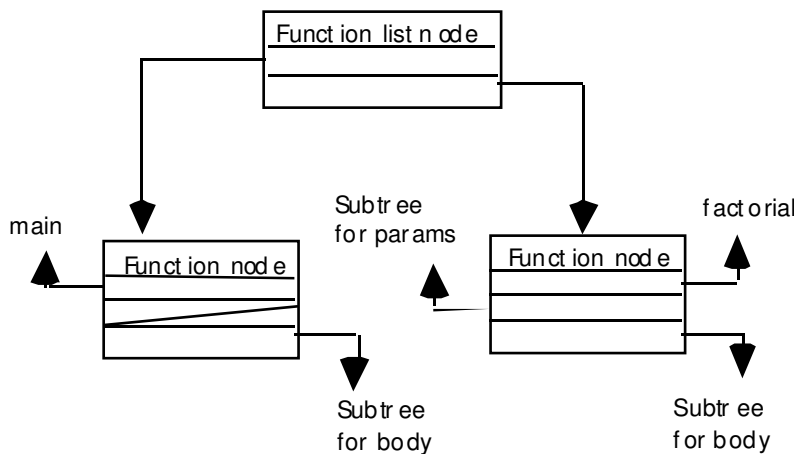 Function list node
main
Subtree
for params
factorial
Function node
Function node
Subtree
for body
Subtree
for body